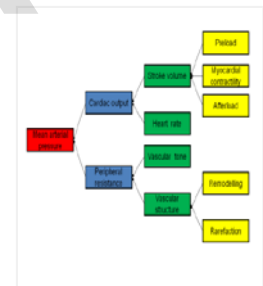 Preload
Stroke volume
Myocardial
contractility
Cardiac output
Afterload
Heart rate
Mean arterial
pressure
Vascular tone
Peripheral
resistance
Remodelling
Vascular
structure
Rarefaction